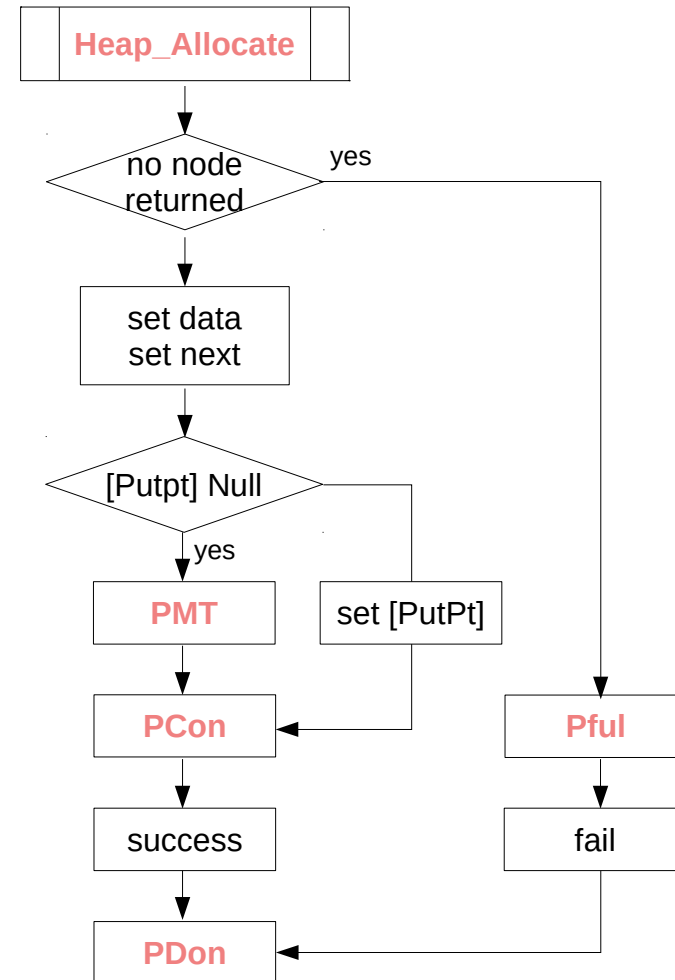 Heap_Allocate
no node
returned
yes
set data
set next
[Putpt] Null
yes
PMT
set [PutPt]
PCon
Pful
success
fail
PDon